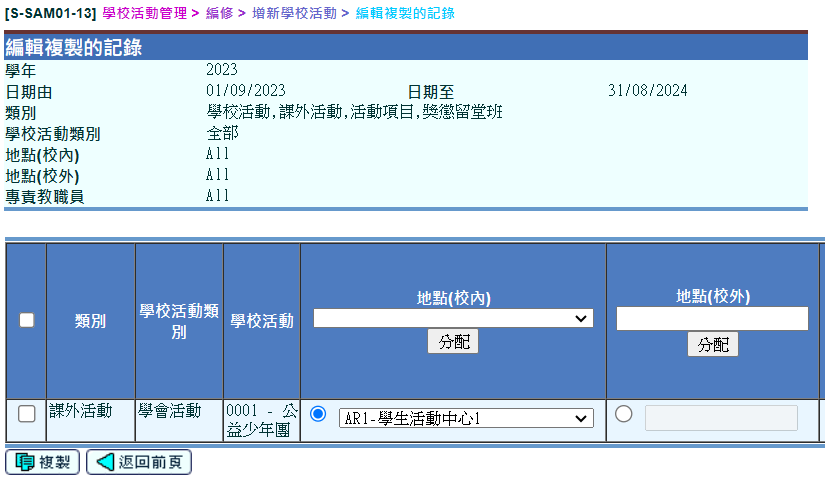 [S-SAM01-13] 學校活動管理 > 編修 > 增新學校活動 > 編輯複製的記錄
編輯複製的記錄
學年 2023
日期由 01/09/2023 日期至 31/08/2024
類別 學校活動,課外活動,活動項目,獎懲留堂班
學校活動類別 全部
地點(校內) All
地點(校外) All
專責教職員 All
類別
學校活動類
別
學校活動
地點(校內)
分配
地點(校外)
分配
課外活動
學會活動
0001 - 公
益少年團
AR1-學生活動中心1
複製 返回前頁